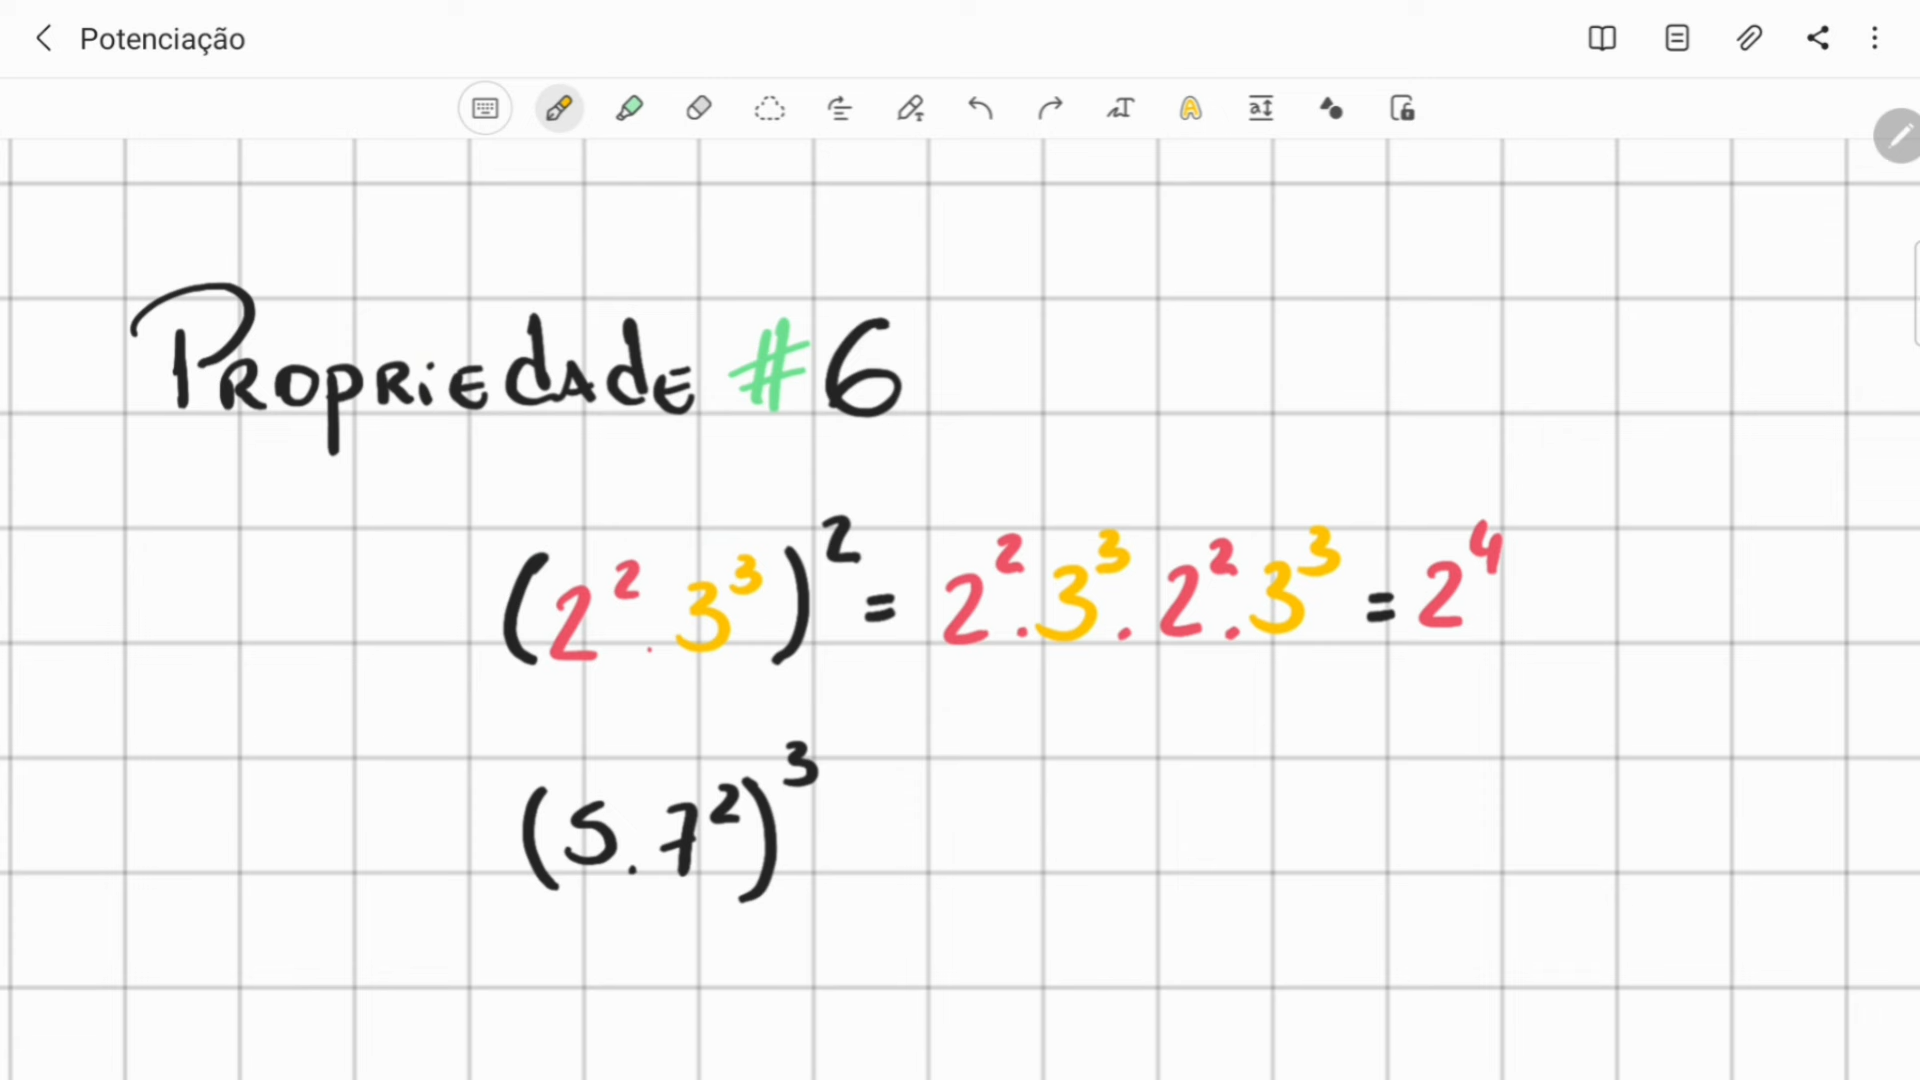 Potenciação
PROPRIEdAdE #6
(2² . 3³)² = 2² . 3³ . 2² . 3³ = 2⁴
(5 . 7²)³